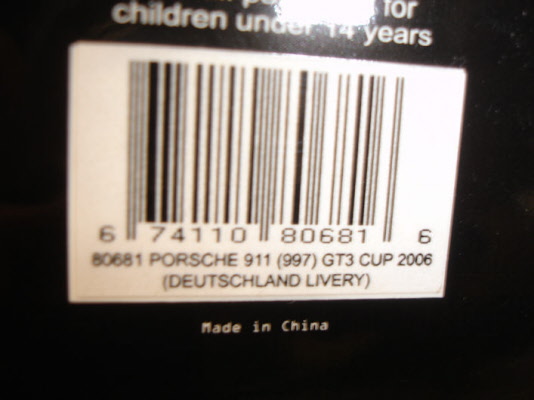 for
children under 14 years
6 74110 80681 6
80681 PORSCHE 911 (997) GT3 CUP 2006
(DEUTSCHLAND LIVERY)
Made in China